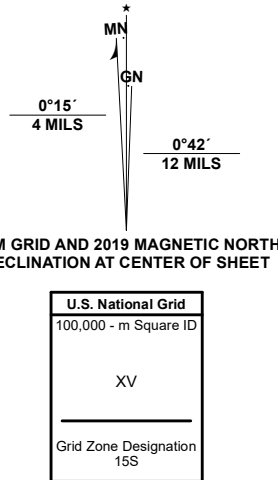 MN
GN
0°15´
4 MILS
0°42´
12 MILS
M GRID AND 2019 MAGNETIC NORTH
ECLINATION AT CENTER OF SHEET
U.S. National Grid
100,000 - m Square ID
XV
Grid Zone Designation
15S